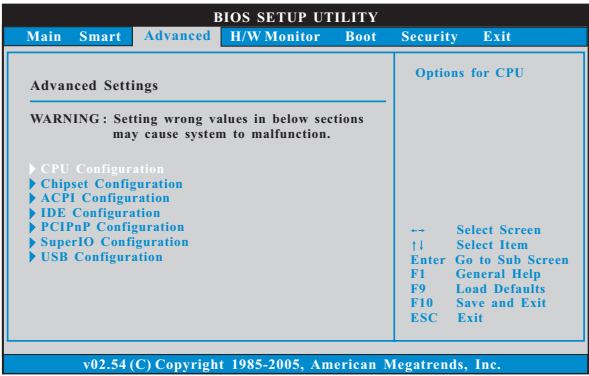 BIOS SETUP UTILITY
Main Smart Advanced H/W Monitor Boot Security Exit
Advanced Settings
WARNING : Setting wrong values in below sections
may cause system to malfunction.
CPU Configuration
Chipset Configuration
ACPI Configuration
IDE Configuration
PCIPnP Configuration
SuperIO Configuration
USB Configuration
Options for CPU
←→ Select Screen
↑↓ Select Item
Enter Go to Sub Screen
F1 General Help
F9 Load Defaults
F10 Save and Exit
ESC Exit
v02.54 (C) Copyright 1985-2005, American Megatrends, Inc.